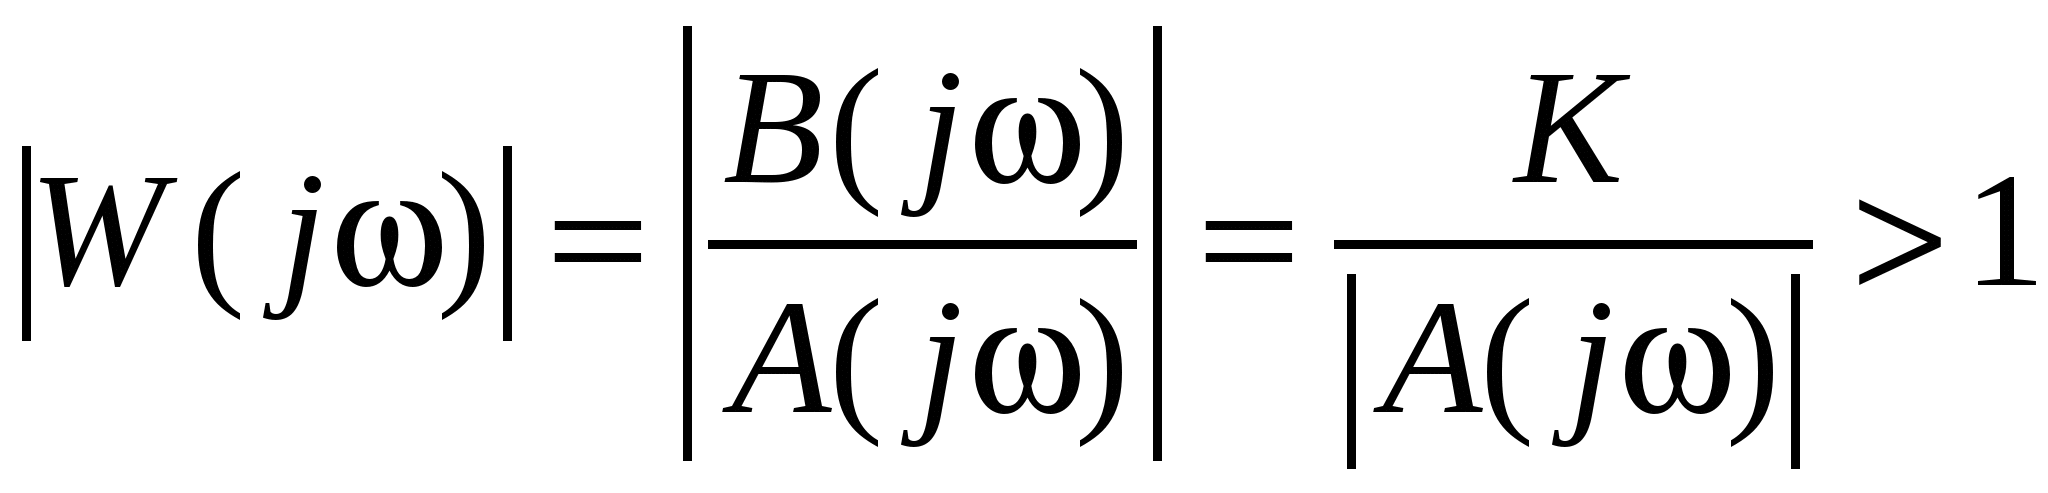 |W(jω)| = |B(jω)/A(jω)| = K/|A(jω)| > 1